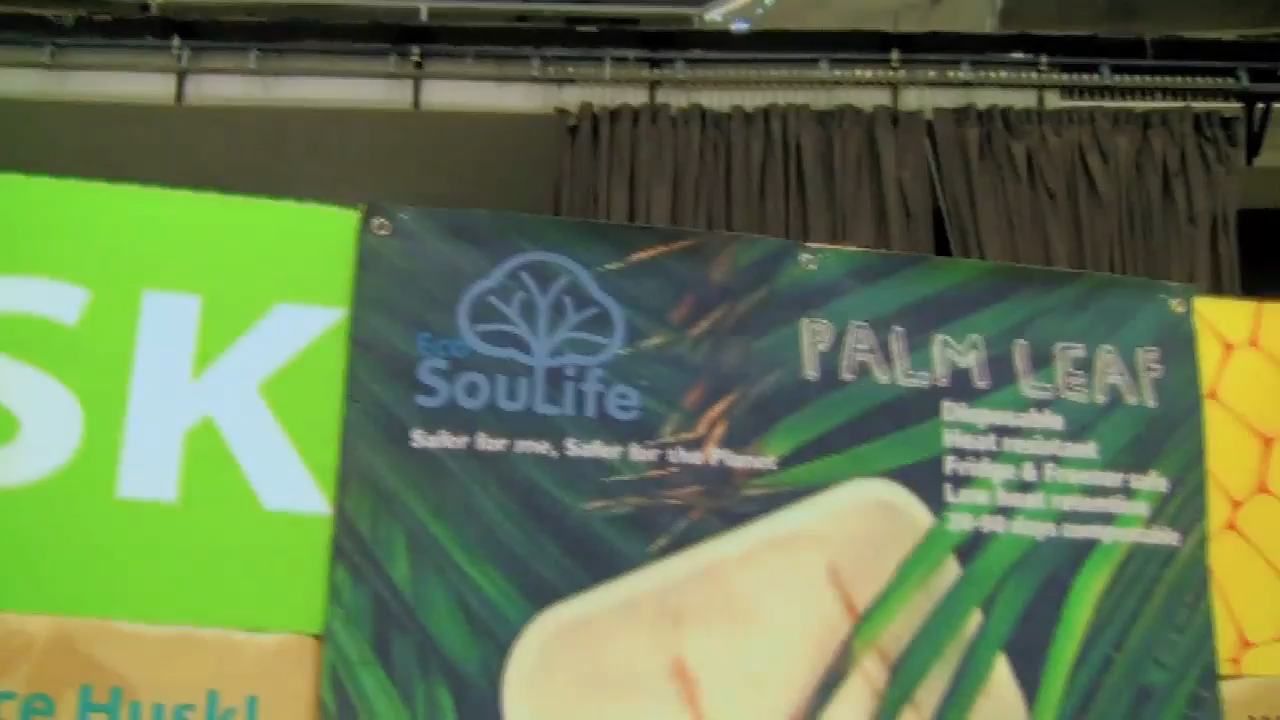 SK
Eco
SouLife
Safer for me, Safer for the Planet
PALM LEAF
Disposable
Heat resistant
Fridge & Freezer safe
Husk!